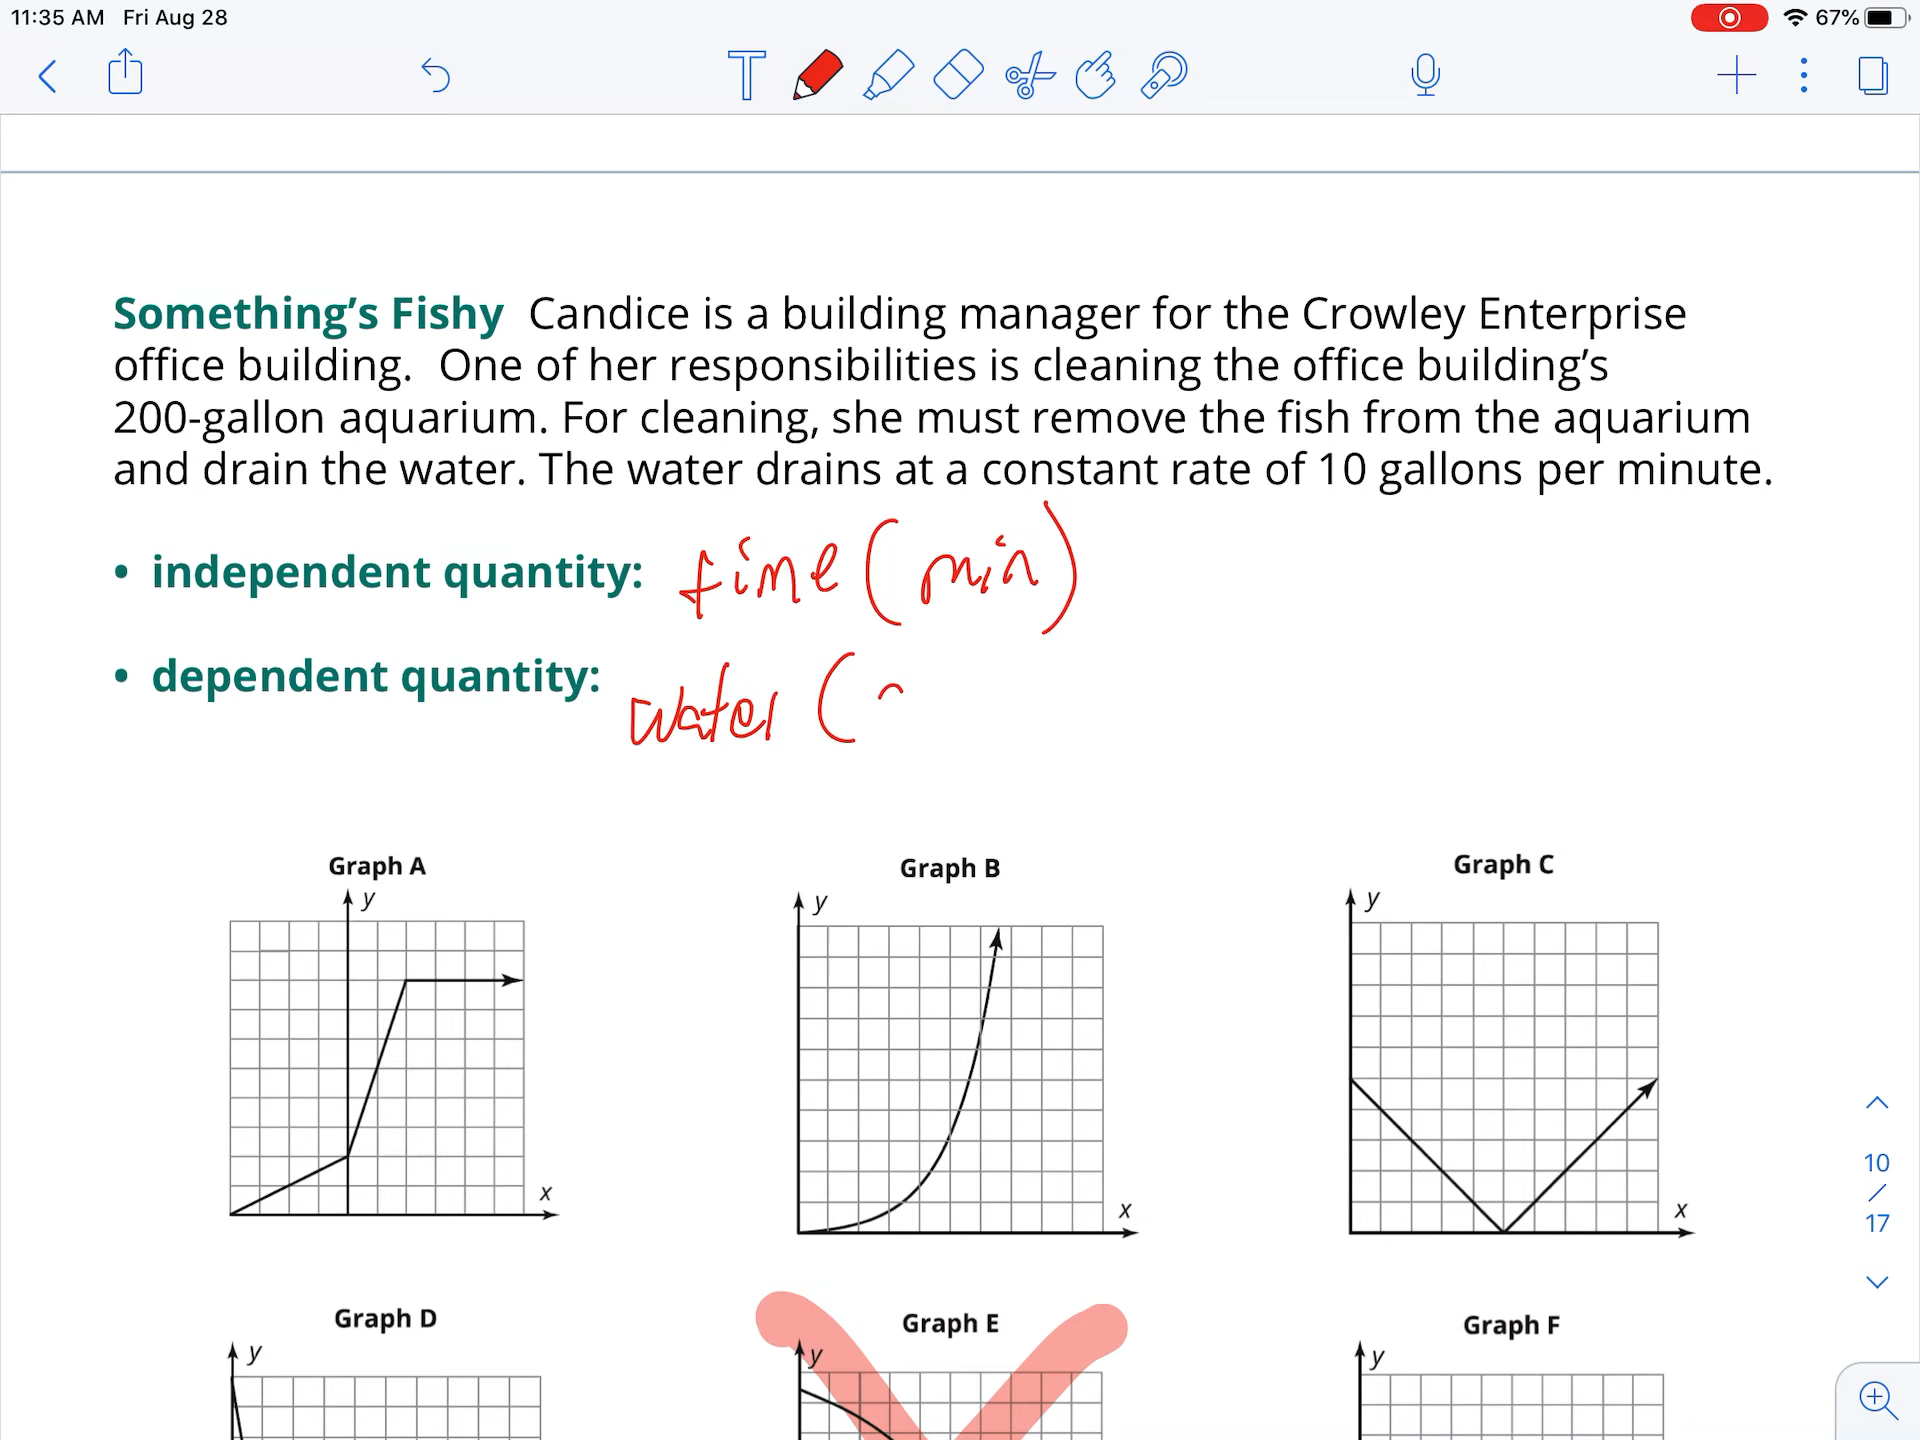 11:35 AM Fri Aug 28
67%
T
Something's Fishy Candice is a building manager for the Crowley Enterprise
office building. One of her responsibilities is cleaning the office building's
200-gallon aquarium. For cleaning, she must remove the fish from the aquarium
and drain the water. The water drains at a constant rate of 10 gallons per minute.
• independent quantity: time (min)
• dependent quantity: water (
Graph A
y
x
Graph B
y
x
Graph C
y
x
10
/
17
Graph D
y
Graph E
y
Graph F
y